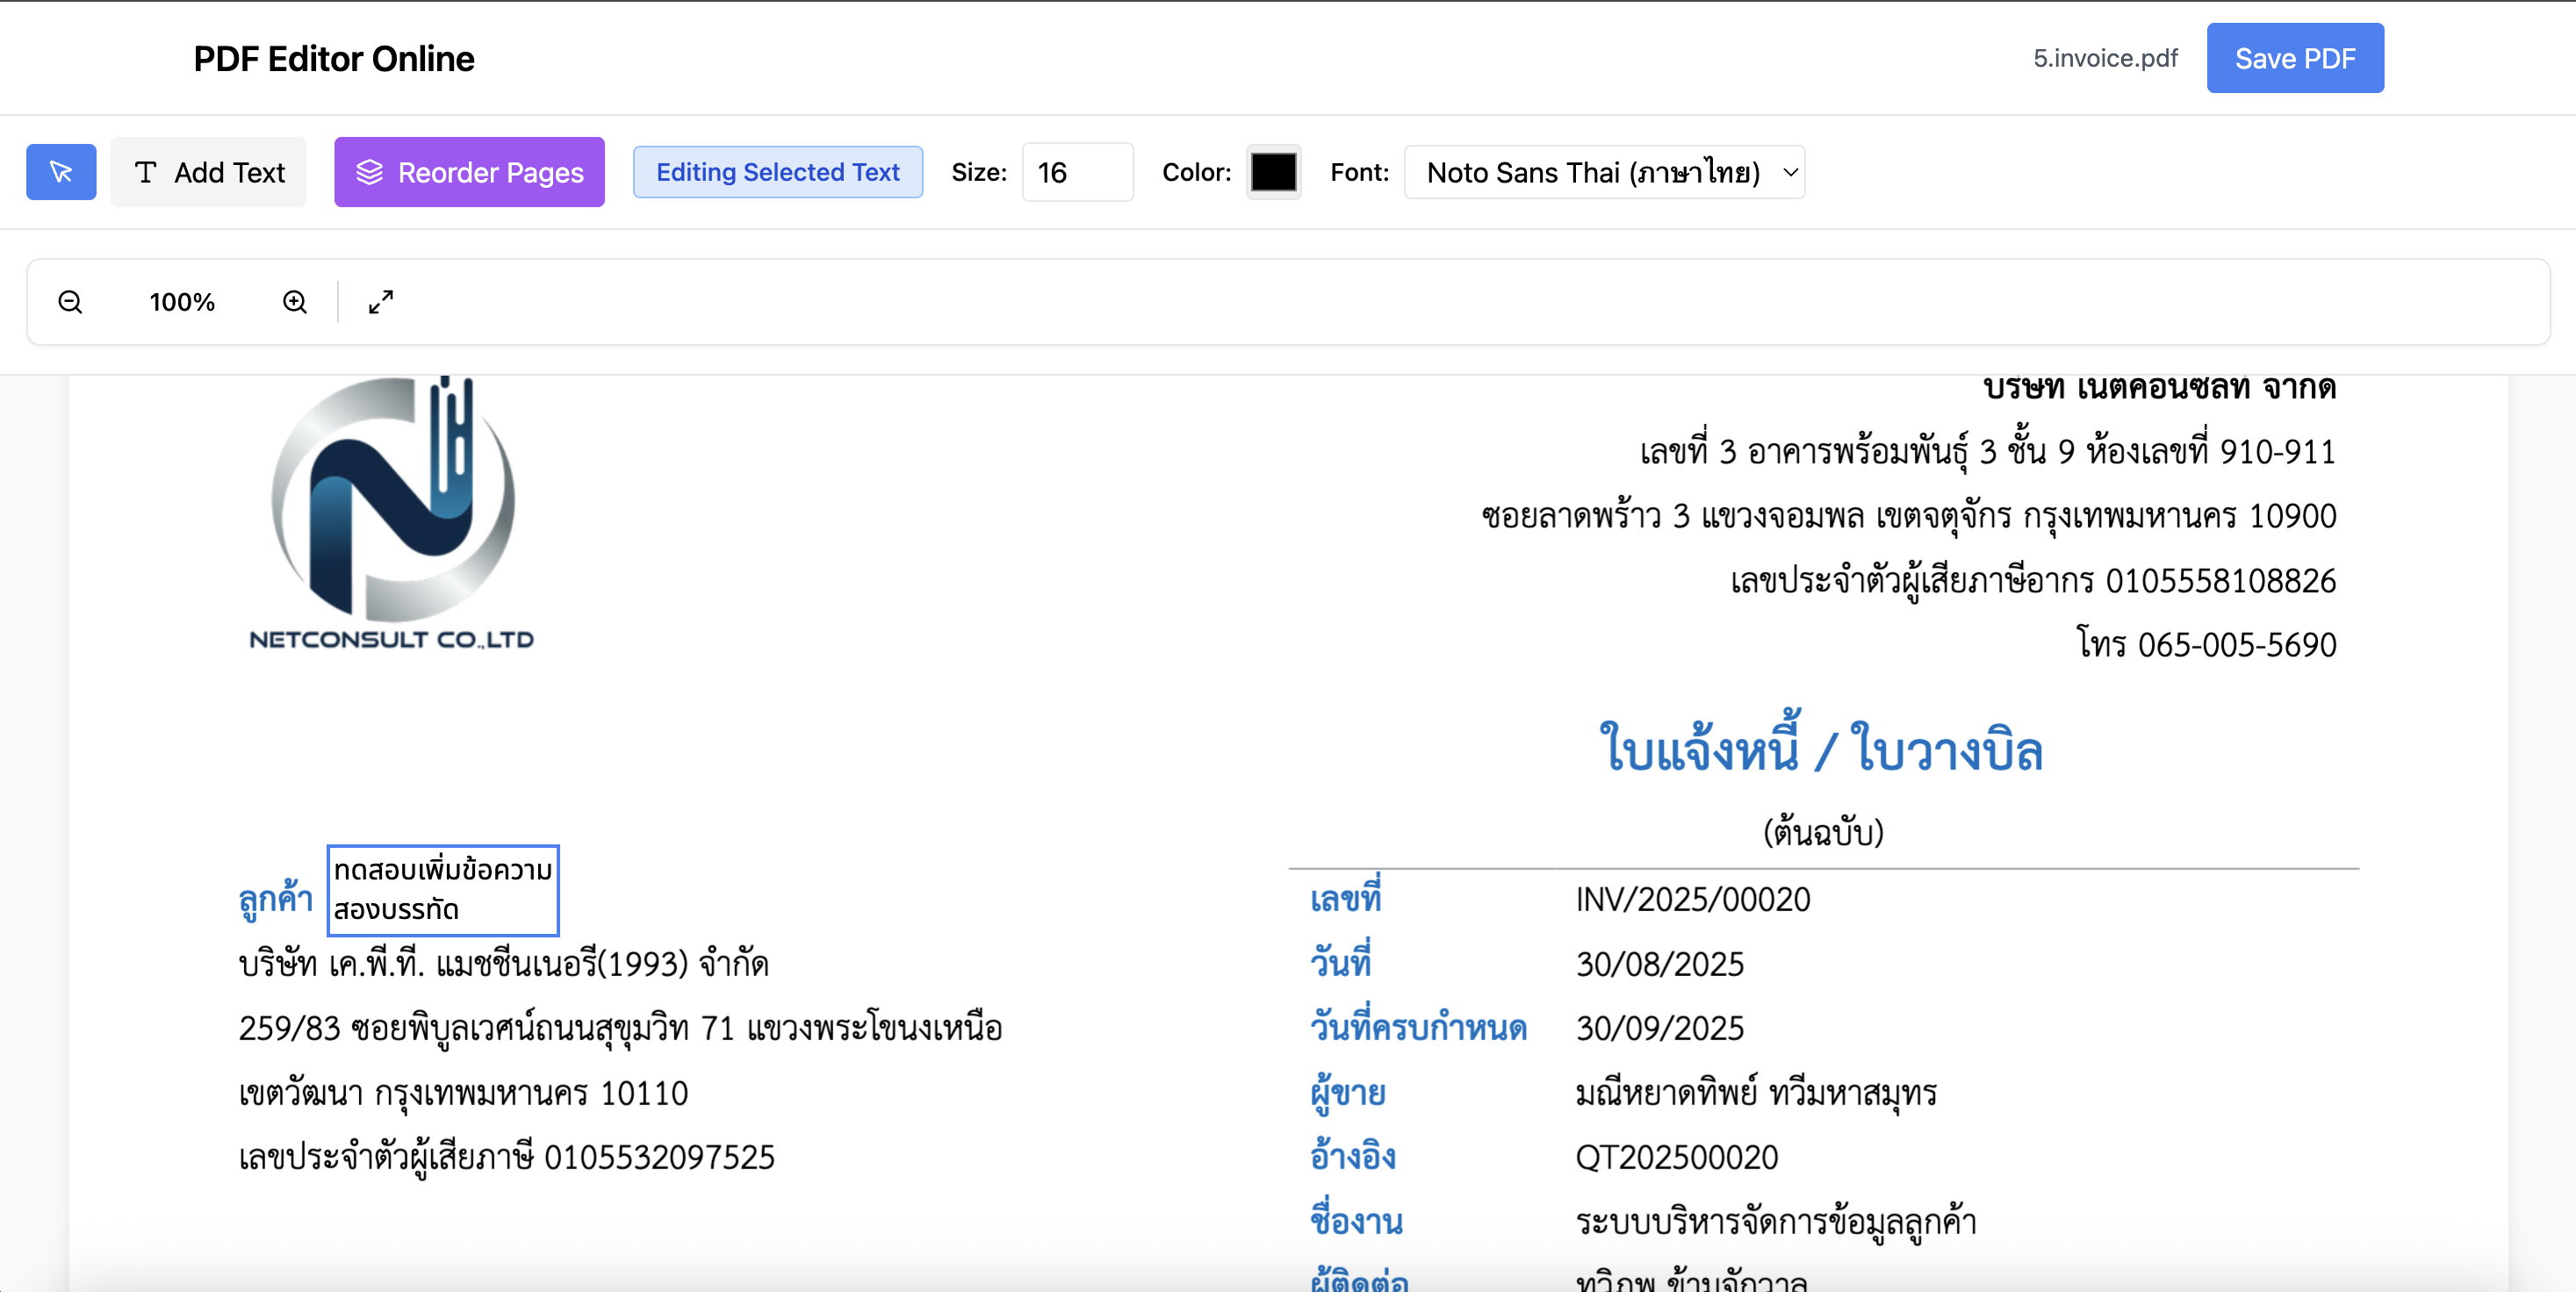 PDF Editor Online
5.invoice.pdf
Save PDF
Add Text
Reorder Pages
Editing Selected Text
Size: 16
Color:
Font: Noto Sans Thai (ภาษาไทย)
100%
NETCONSULT CO.,LTD
บริษัท เน็ตคอนซัลท์ จำกัด
เลขที่ 3 อาคารพร้อมพันธุ์ 3 ชั้น 9 ห้องเลขที่ 910-911
ซอยลาดพร้าว 3 แขวงจอมพล เขตจตุจักร กรุงเทพมหานคร 10900
เลขประจำตัวผู้เสียภาษีอากร 0105558108826
โทร 065-005-5690
ใบแจ้งหนี้ / ใบวางบิล
(ต้นฉบับ)
ลูกค้า
ทดสอบเพิ่มข้อความ
สองบรรทัด
บริษัท เค.พี.ที. แมชชีนเนอรี(1993) จำกัด
259/83 ซอยพิบูลเวศน์ถนนสุขุมวิท 71 แขวงพระโขนงเหนือ
เขตวัฒนา กรุงเทพมหานคร 10110
เลขประจำตัวผู้เสียภาษี 0105532097525
เลขที่ INV/2025/00020
วันที่ 30/08/2025
วันที่ครบกำหนด 30/09/2025
ผู้ขาย มณีหยาดทิพย์ ทวีมหาสมุทร
อ้างอิง QT202500020
ชื่องาน ระบบบริหารจัดการข้อมูลลูกค้า
ผู้ติดต่อ ทวิภพ ข้ามจักวาล